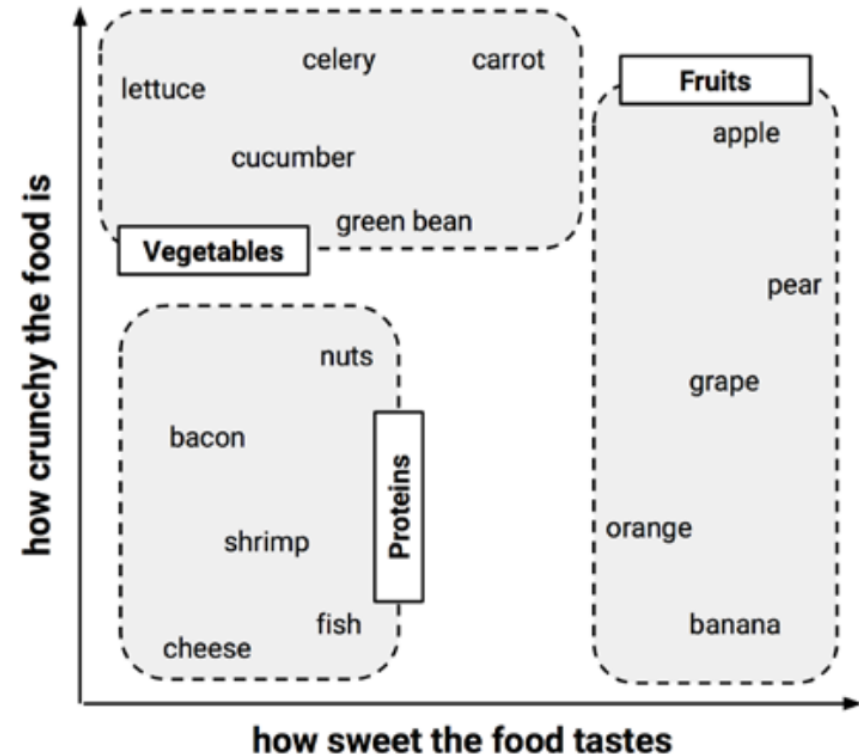 celery
carrot
lettuce
Fruits
apple
cucumber
green bean
Vegetables
pear
nuts
grape
bacon
Proteins
orange
shrimp
fish
banana
cheese
how crunchy the food is
how sweet the food tastes